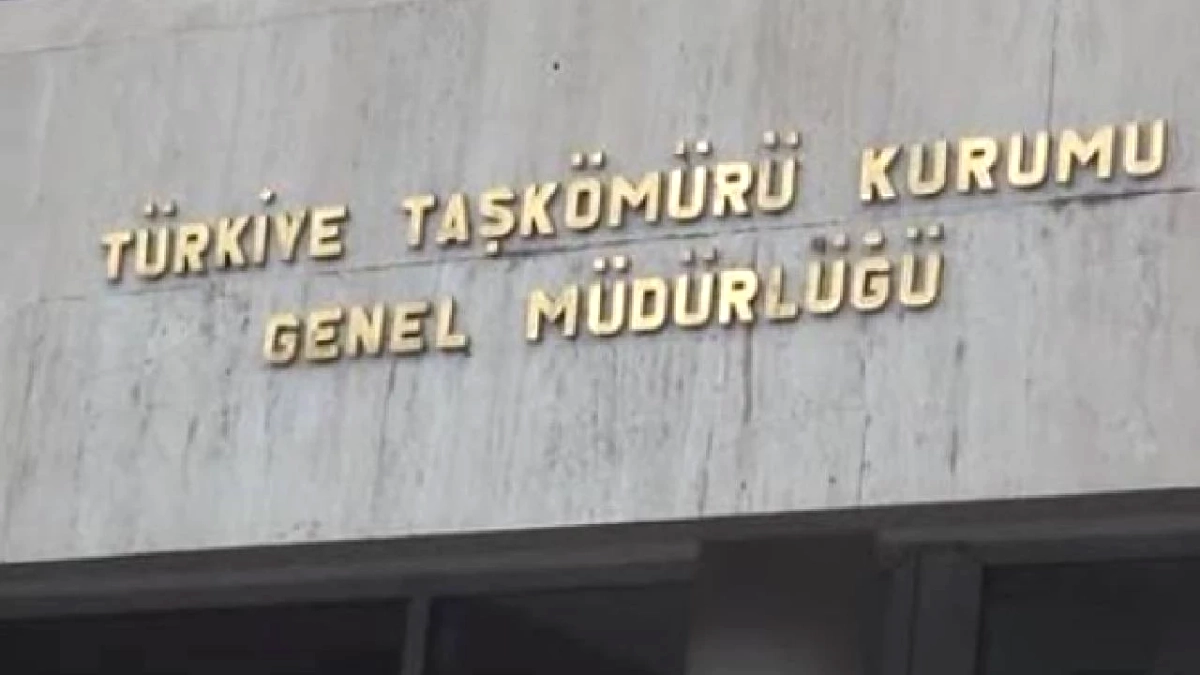 TÜRKİYE TAŞKÖMÜRÜ KURUMU
GENEL MÜDÜRLÜĞÜ